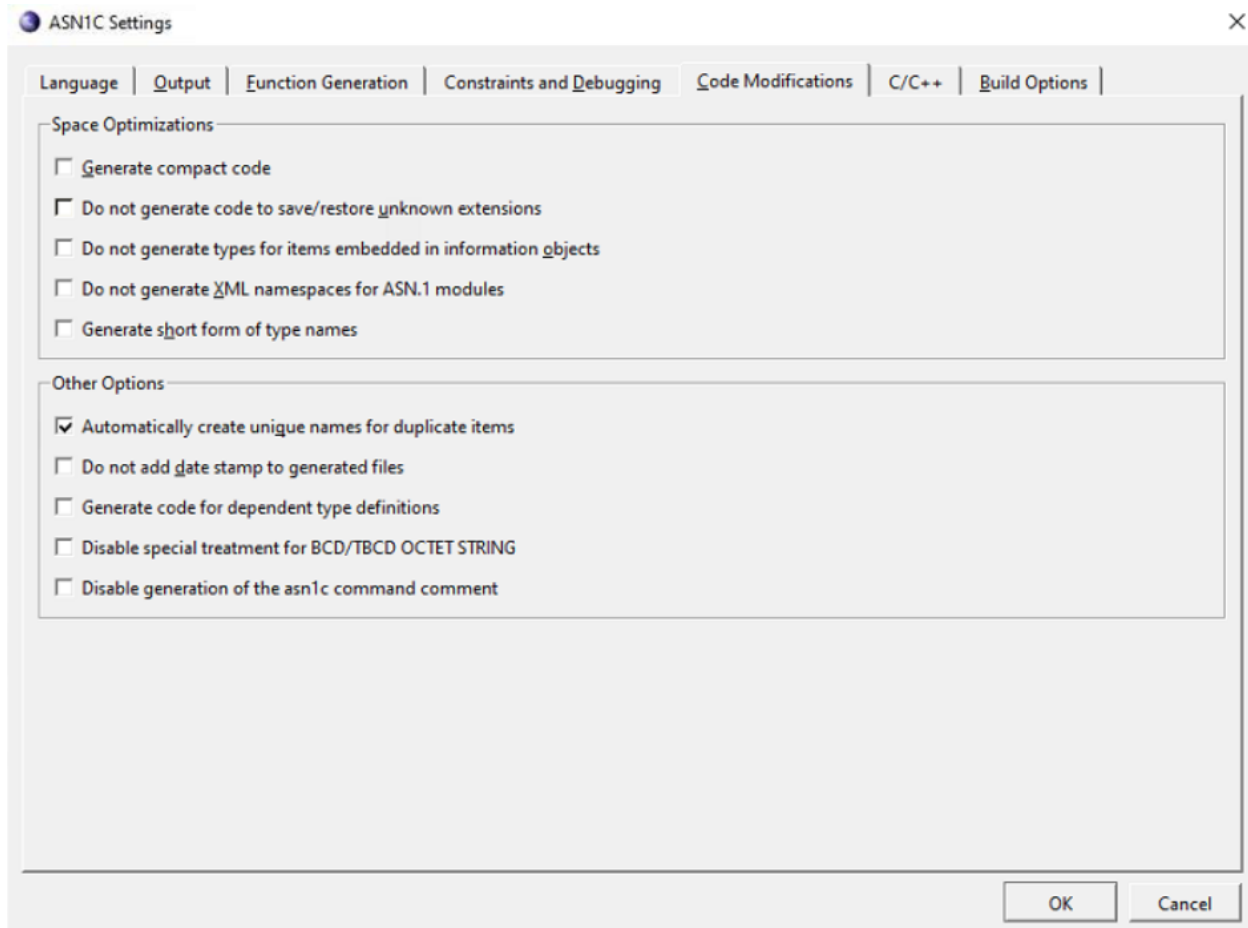 ASN1C Settings
Language Output Function Generation Constraints and Debugging Code Modifications C/C++ Build Options
Space Optimizations
Generate compact code
Do not generate code to save/restore unknown extensions
Do not generate types for items embedded in information objects
Do not generate XML namespaces for ASN.1 modules
Generate short form of type names
Other Options
Automatically create unique names for duplicate items
Do not add date stamp to generated files
Generate code for dependent type definitions
Disable special treatment for BCD/TBCD OCTET STRING
Disable generation of the asn1c command comment
OK Cancel